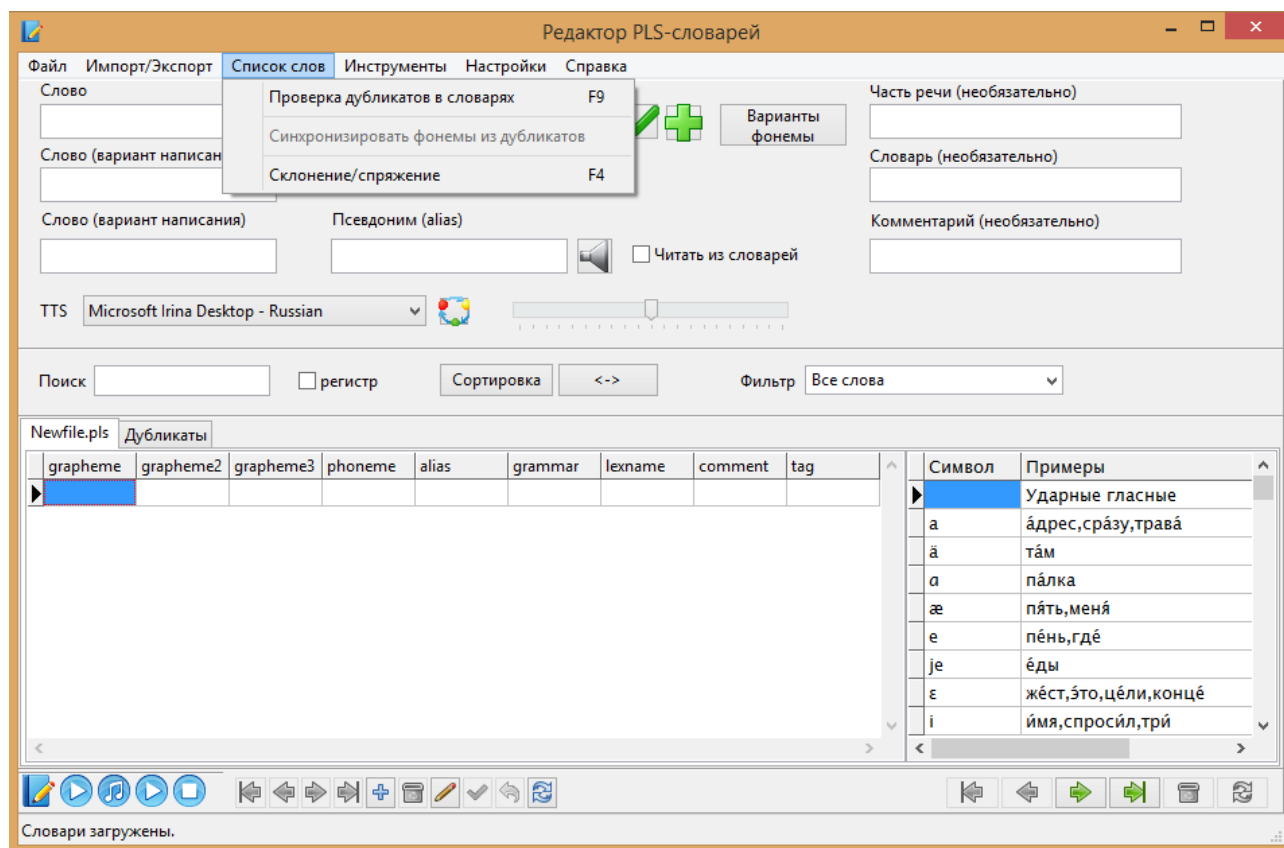 Редактор PLS-словарей
Файл Импорт/Экспорт Список слов Инструменты Настройки Справка
Проверка дубликатов в словарях F9
Синхронизировать фонемы из дубликатов
Склонение/спряжение F4
Слово
Варианты фонемы
Часть речи (необязательно)
Слово (вариант написан
Словарь (необязательно)
Слово (вариант написания) Псевдоним (alias) Комментарий (необязательно)
Читать из словарей
TTS Microsoft Irina Desktop - Russian
Поиск регистр Сортировка <-> Фильтр Все слова
Newfile.pls Дубликаты
grapheme grapheme2 grapheme3 phoneme alias grammar lexname comment tag
Символ Примеры
Ударные гласные
a а́дрес,сра́зу,трава́
ä та́м
ɑ па́лка
æ пя́ть,меня́
e пе́нь,где́
je е́ды
ɛ же́ст,э́то,це́ли,конце́
i и́мя,спроси́л,три́
Словари загружены.